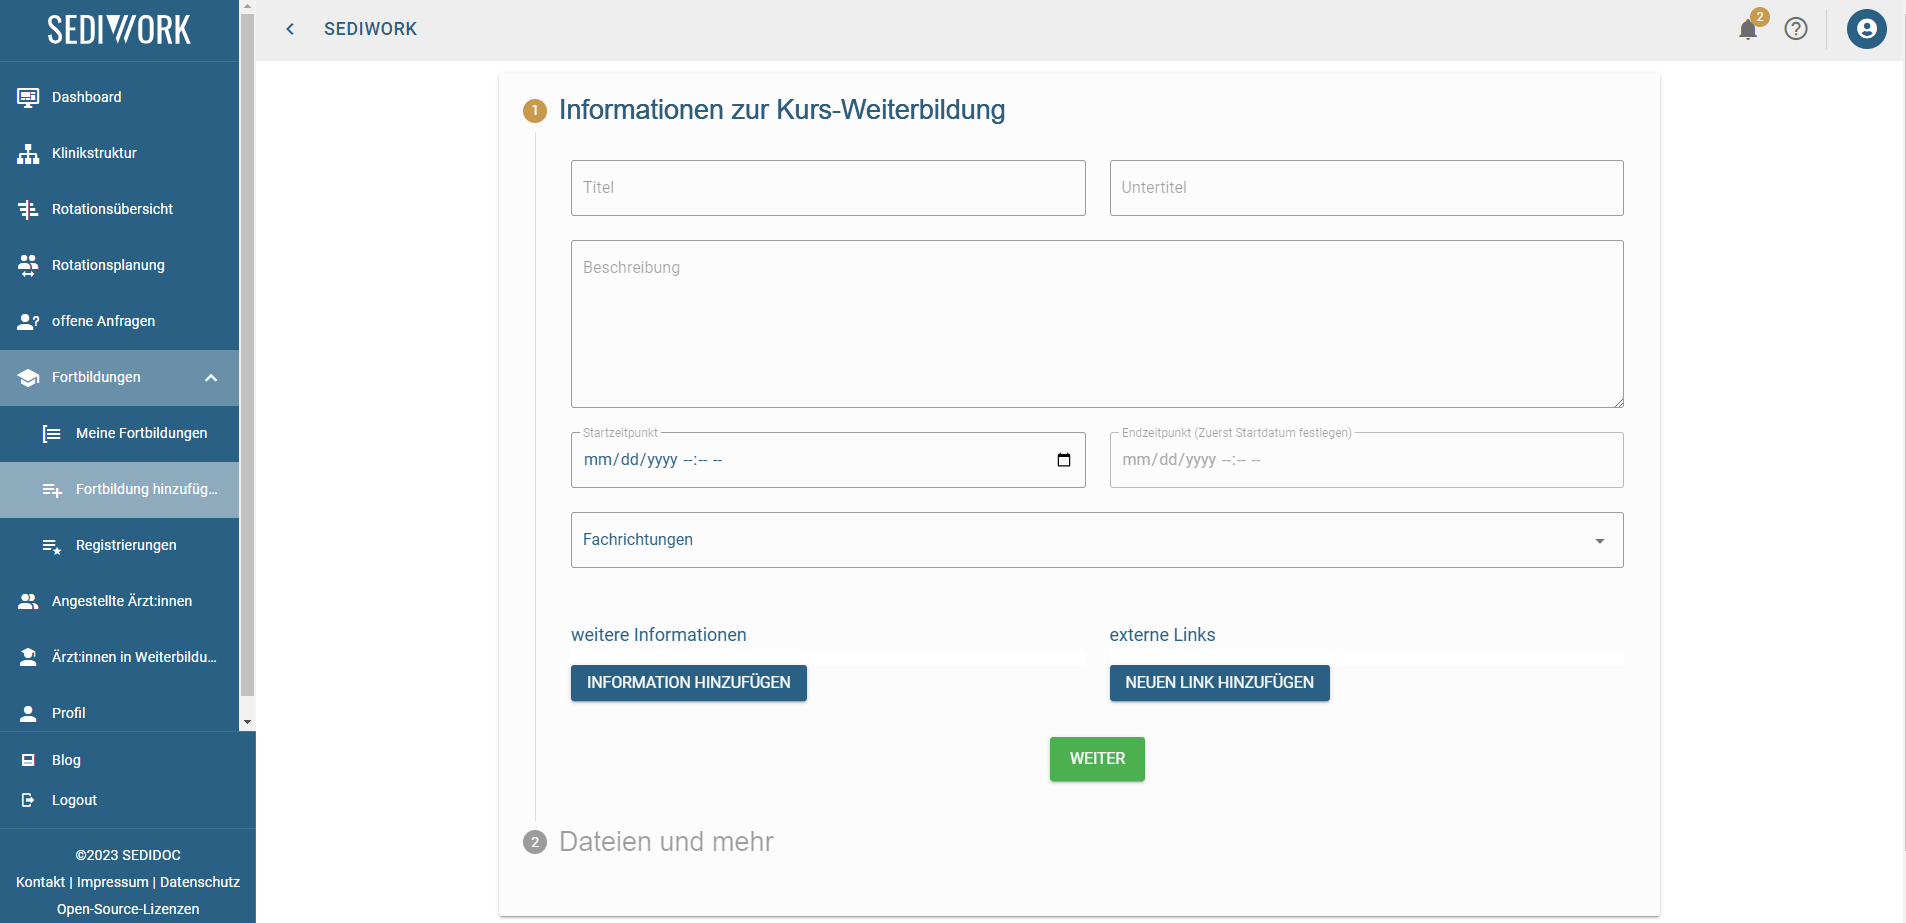 SEDIWORK
SEDIWORK
2
Dashboard
Klinikstruktur
Rotationsübersicht
Rotationsplanung
offene Anfragen
Fortbildungen
Meine Fortbildungen
Fortbildung hinzufüg...
Registrierungen
Angestellte Ärzt:innen
Ärzt:innen in Weiterbildu...
Profil
Blog
Logout
©2023 SEDIDOC
Kontakt | Impressum | Datenschutz
Open-Source-Lizenzen
1 Informationen zur Kurs-Weiterbildung
Titel
Untertitel
Beschreibung
Startzeitpunkt
mm/dd/yyyy --:-- --
Endzeitpunkt (Zuerst Startdatum festlegen)
mm/dd/yyyy --:-- --
Fachrichtungen
weitere Informationen
externe Links
INFORMATION HINZUFÜGEN
NEUEN LINK HINZUFÜGEN
WEITER
2 Dateien und mehr